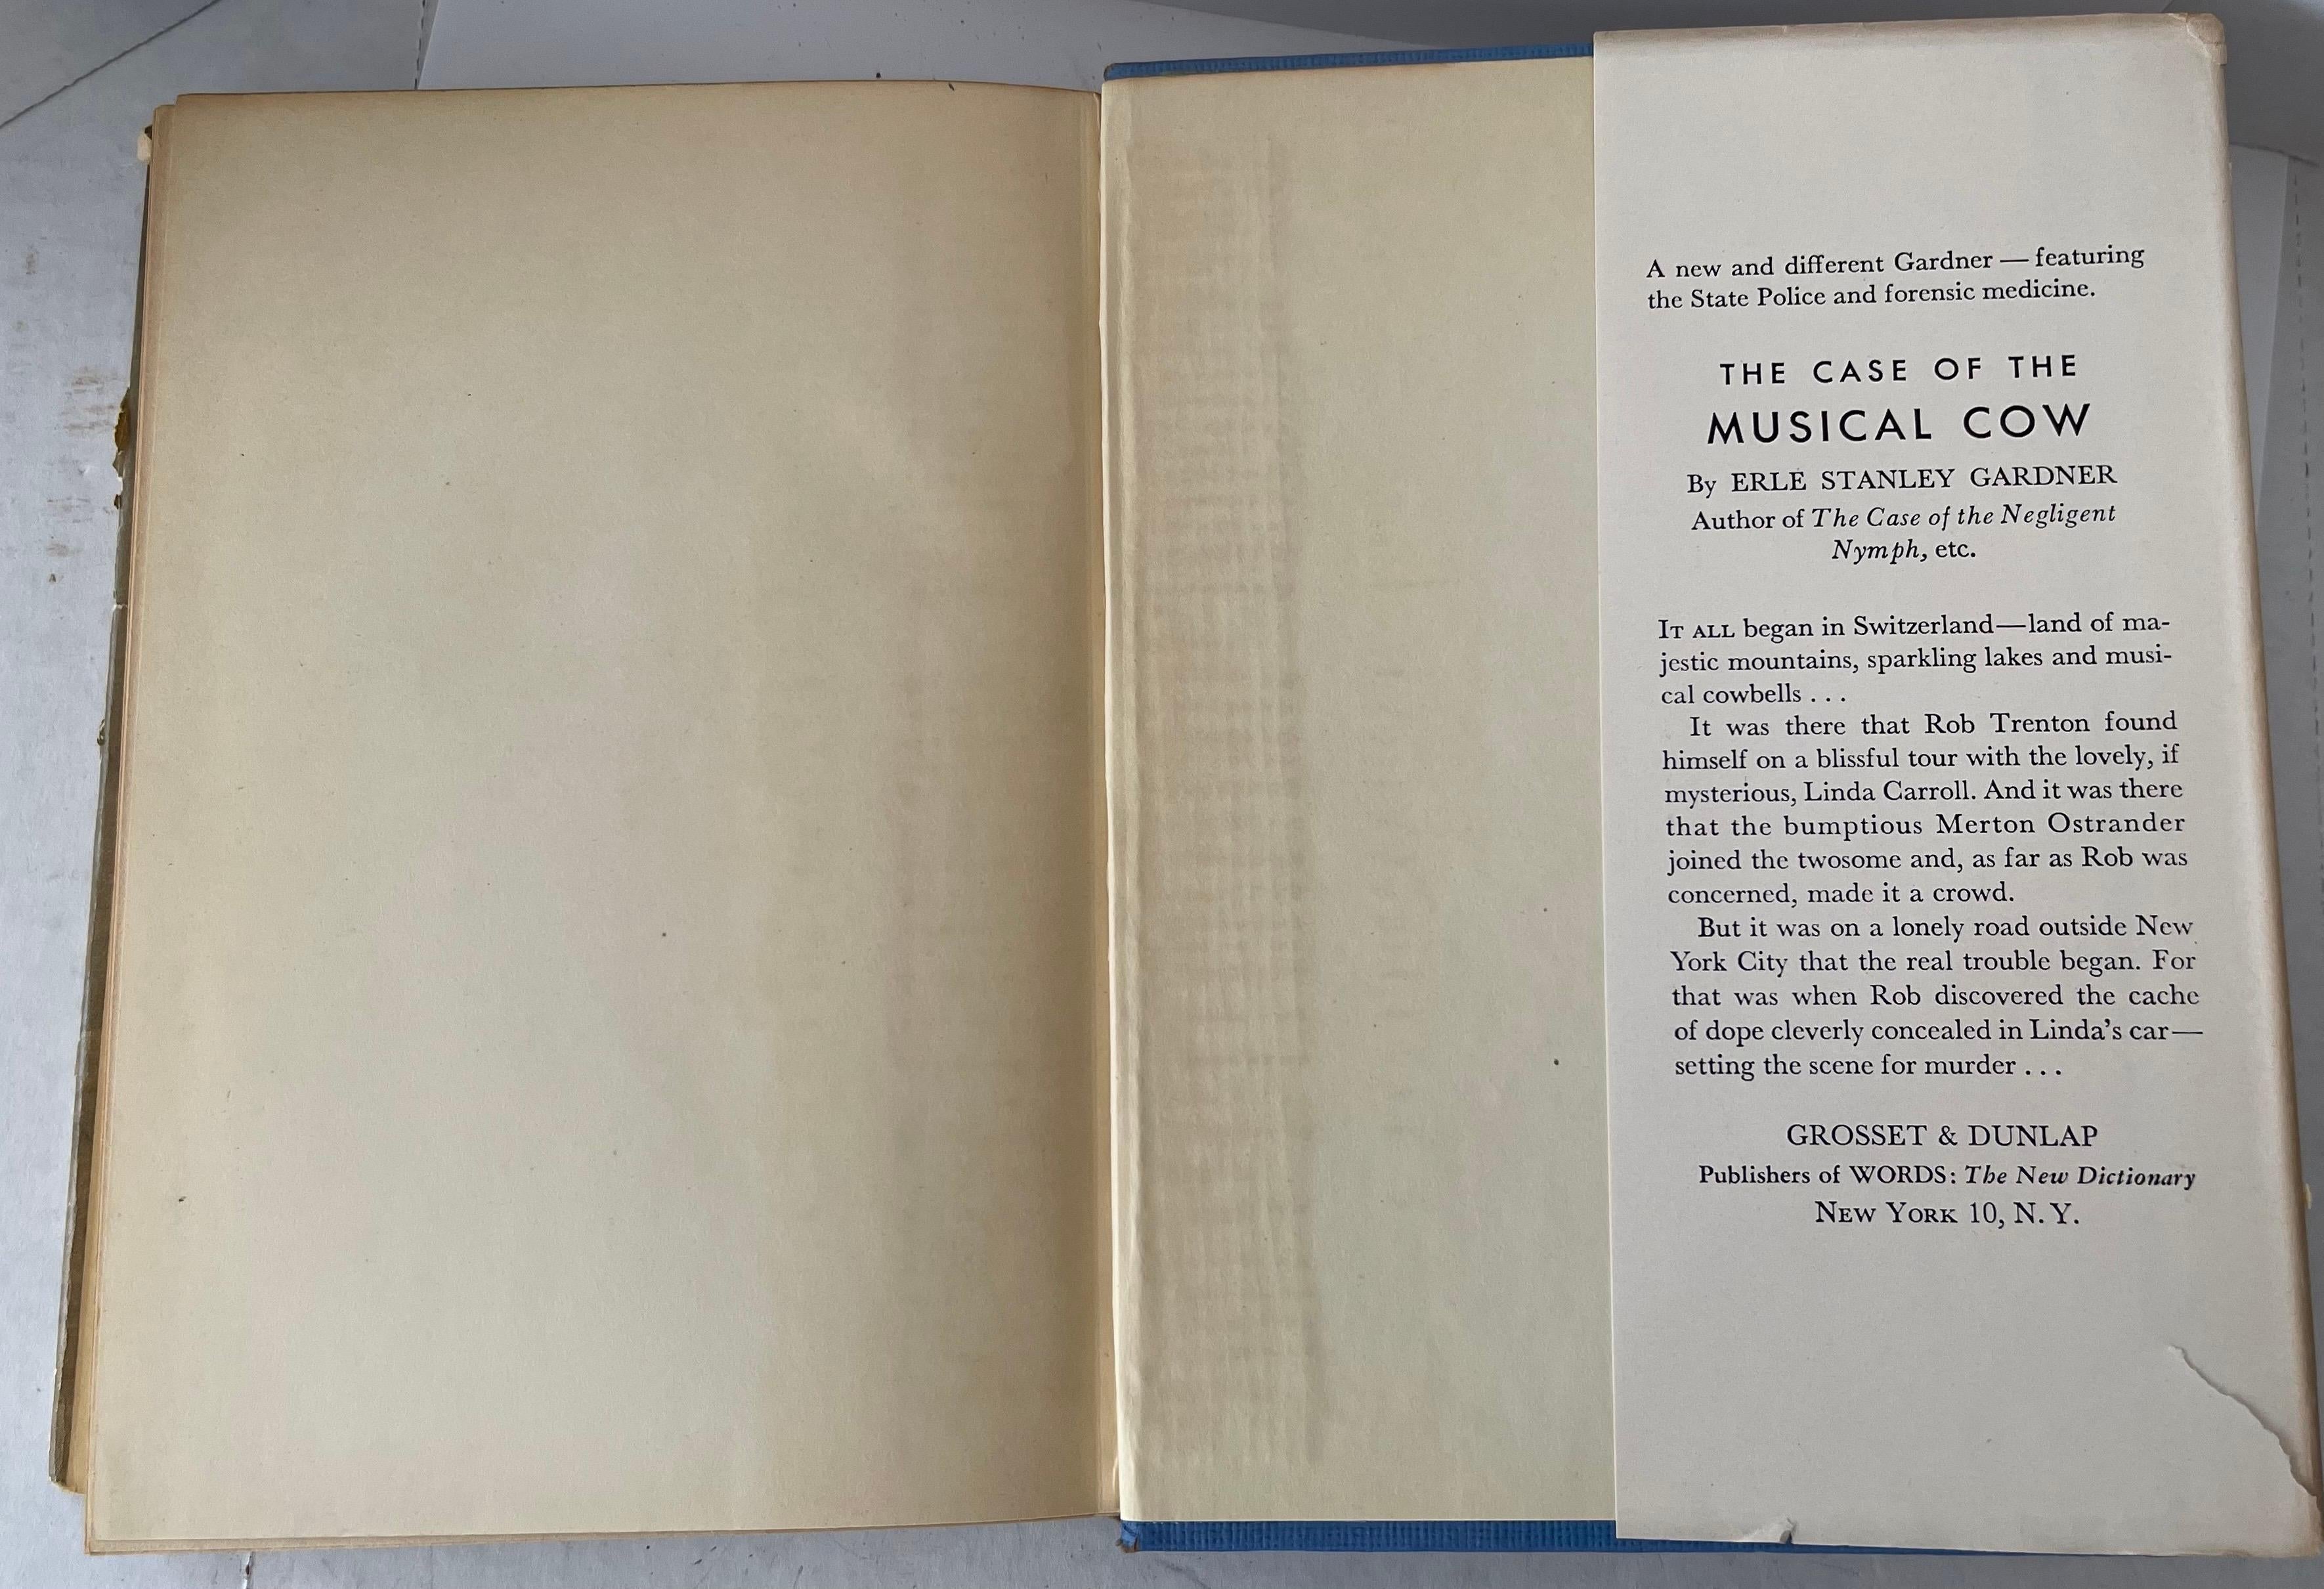 A new and different Gardner — featuring
the State Police and forensic medicine.
THE CASE OF THE
MUSICAL COW
By ERLE STANLEY GARDNER
Author of The Case of the Negligent
Nymph, etc.
IT ALL began in Switzerland—land of ma-
jestic mountains, sparkling lakes and musi-
cal cowbells . . .
It was there that Rob Trenton found
himself on a blissful tour with the lovely, if
mysterious, Linda Carroll. And it was there
that the bumptious Merton Ostrander
joined the twosome and, as far as Rob was
concerned, made it a crowd.
But it was on a lonely road outside New
York City that the real trouble began. For
that was when Rob discovered the cache
of dope cleverly concealed in Linda’s car—
setting the scene for murder . . .
GROSSET & DUNLAP
Publishers of WORDS: The New Dictionary
NEW YORK 10, N. Y.